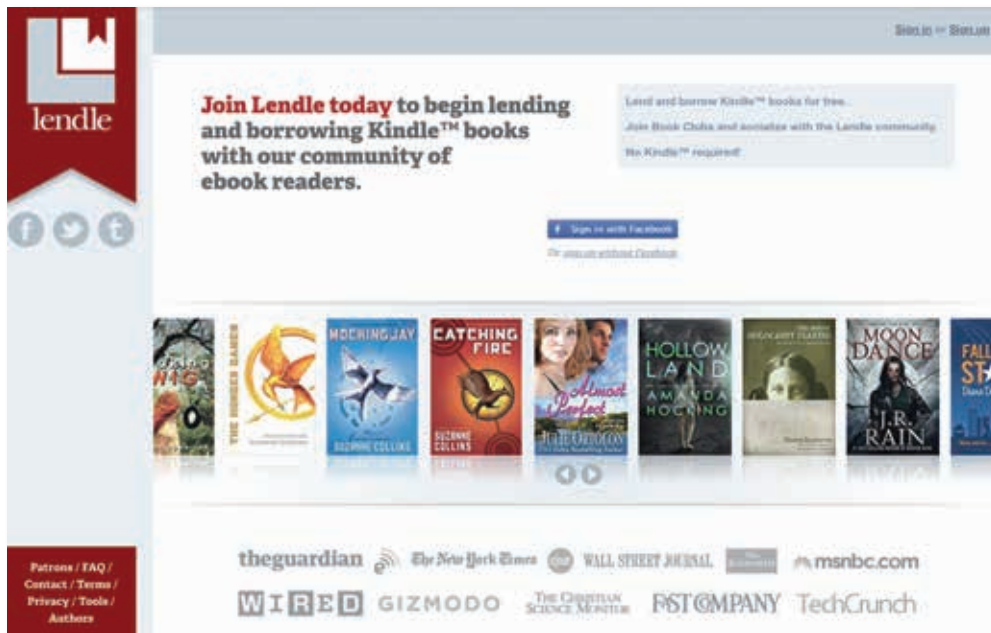 lendle
Sign in or Sign up
Join Lendle today to begin lending
and borrowing Kindle™ books
with our community of
ebook readers.
Lend and borrow Kindle™ books for free.
Join Book Clubs and socialize with the Lendle community.
No Kindle™ required!
f Sign in with Facebook
Or sign up without Facebook
THE HUNGER GAMES
MOCKINGJAY
SUZANNE COLLINS
CATCHING
FIRE
SUZANNE
COLLINS
Almost
Perfect
JULIE ORTOLON
HOLLOW
LAND
AMANDA
HOCKING
MOON
DANCE
J.R.
RAIN
FALL
ST
theguardian
The New York Times
WALL STREET JOURNAL
msnbc.com
WIRED
GIZMODO
THE CHRISTIAN
SCIENCE MONITOR
FAST COMPANY
TechCrunch
Patrons / FAQ /
Contact / Terms /
Privacy / Tools /
Authors